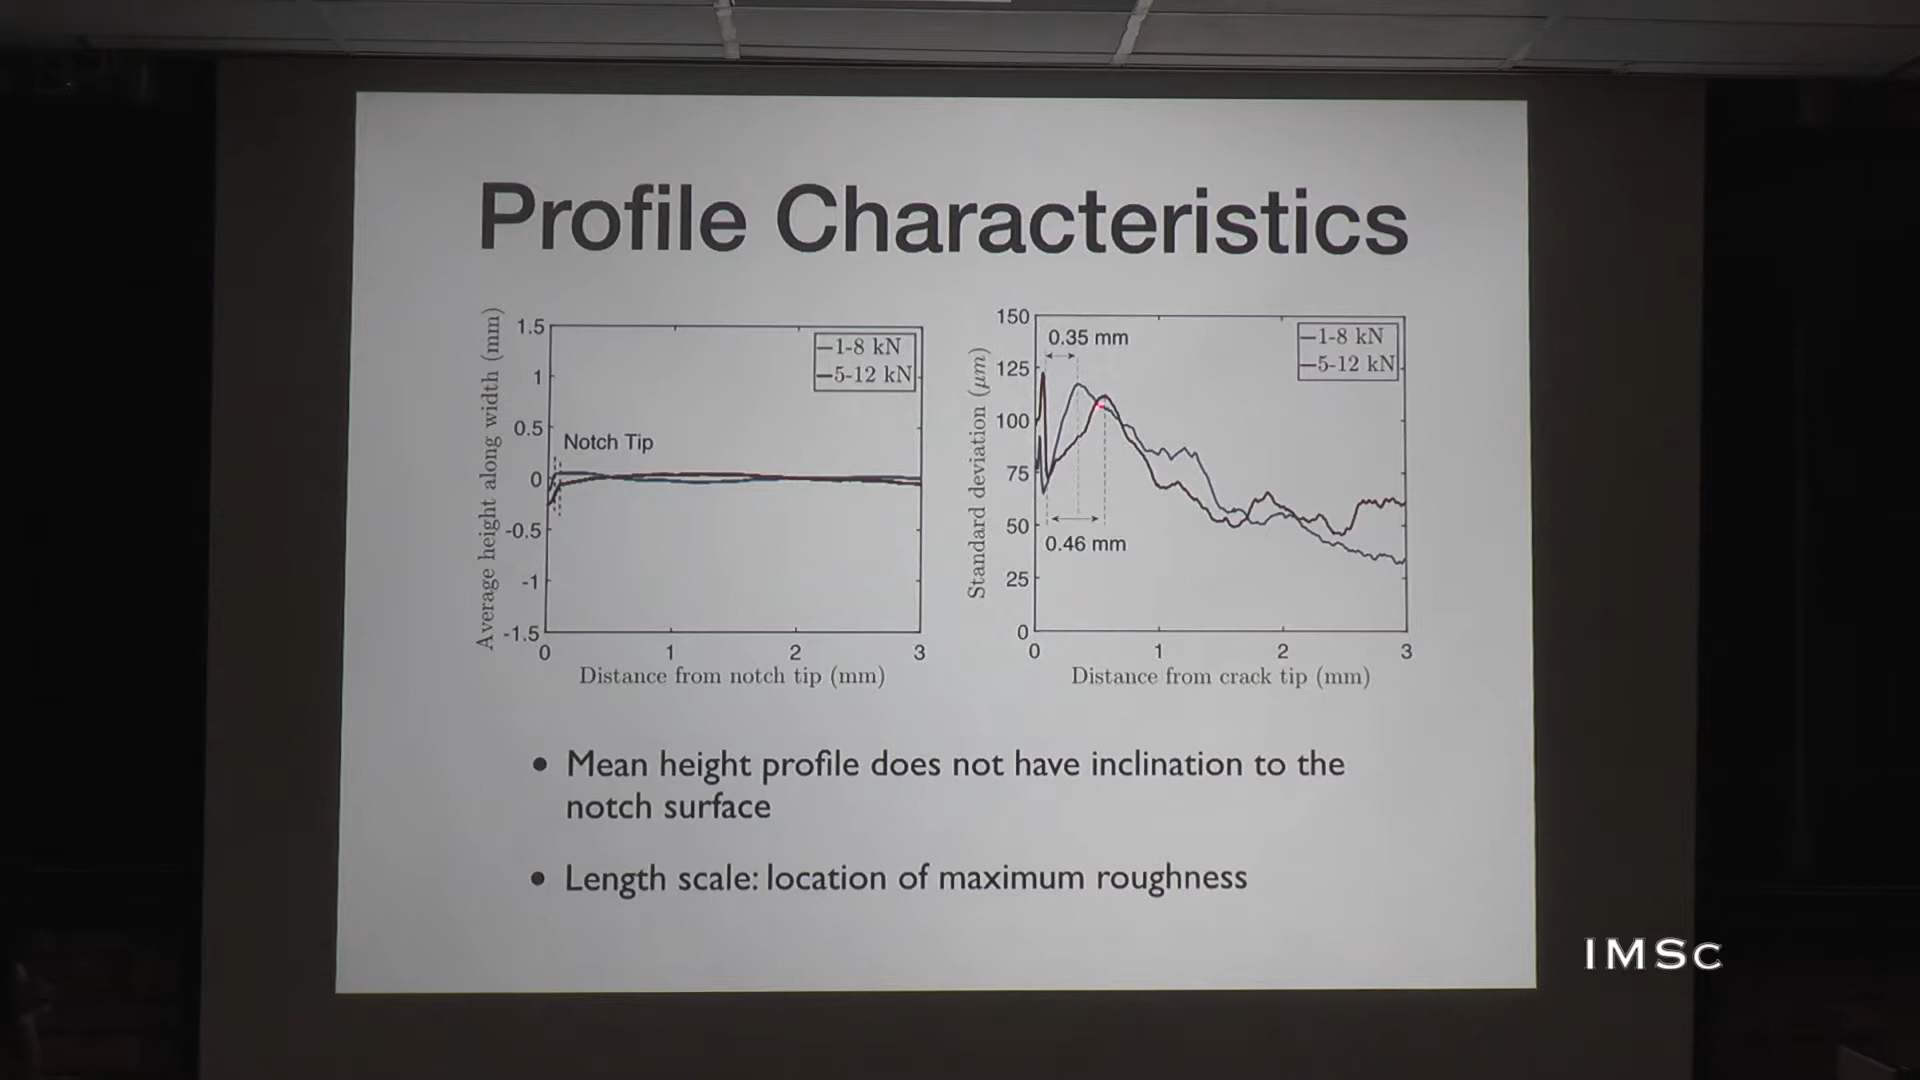 Profile Characteristics
Average height along width (mm)
1.5
1
0.5
0
-0.5
-1
-1.5
1-8 kN
5-12 kN
Notch Tip
0
1
2
3
Distance from notch tip (mm)
Standard deviation (μm)
150
125
100
75
50
25
0
0.35 mm
1-8 kN
5-12 kN
0.46 mm
0
1
2
3
Distance from crack tip (mm)
• Mean height profile does not have inclination to the
notch surface
• Length scale: location of maximum roughness
IMSc